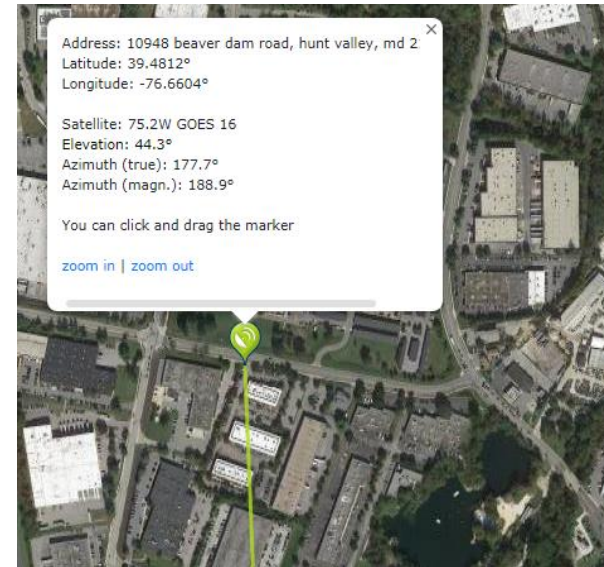 Address: 10948 beaver dam road, hunt valley, md 2
Latitude: 39.4812°
Longitude: -76.6604°
Satellite: 75.2W GOES 16
Elevation: 44.3°
Azimuth (true): 177.7°
Azimuth (magn.): 188.9°
You can click and drag the marker
zoom in | zoom out